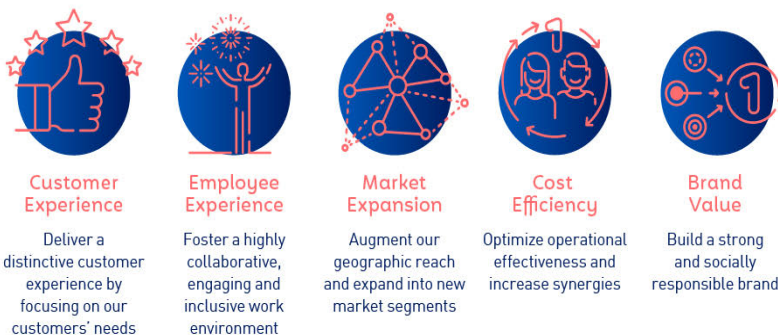 Customer
Experience
Deliver a
distinctive customer
experience by
focusing on our
customers' needs
Employee
Experience
Foster a highly
collaborative,
engaging and
inclusive work
environment
Market
Expansion
Augment our
geographic reach
and expand into new
market segments
1
Cost
Efficiency
Optimize operational
effectiveness and
increase synergies
1
Brand
Value
Build a strong
and socially
responsible brand